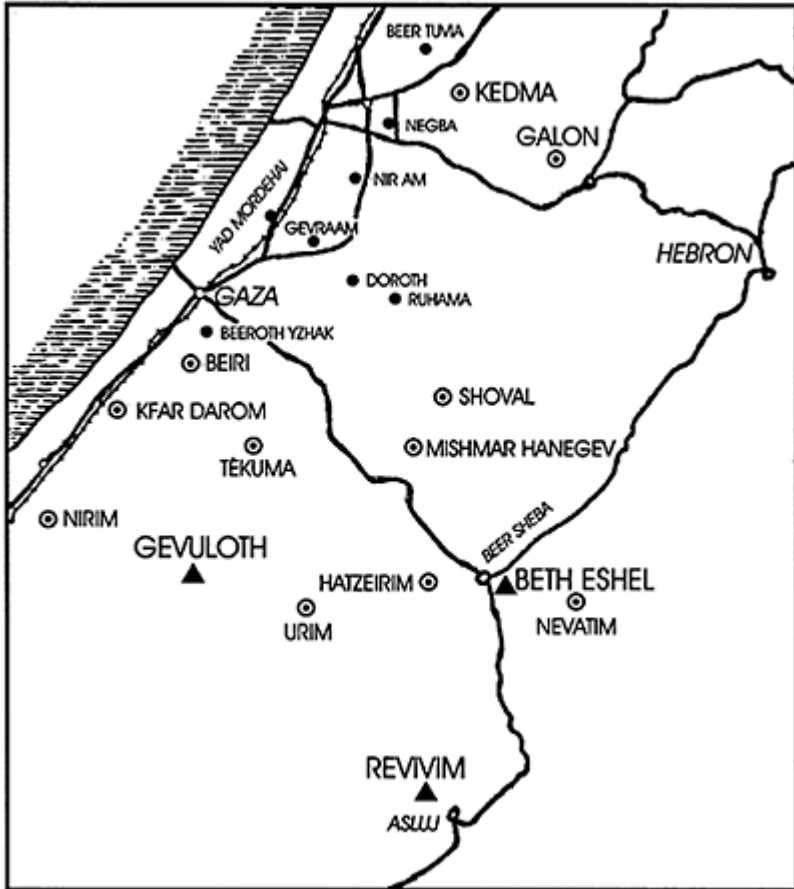 BEER TUMA
KEDMA
NEGBA
GALON
NIR AM
YAD MORDEHAI
GEVRAAM
HEBRON
DOROTH
GAZA
RUHAMA
BEEROTH YZHAK
BEIRI
SHOVAL
KFAR DAROM
MISHMAR HANEGEV
TEKUMA
NIRIM
BEER SHEBA
GEVULOTH
HATZEIRIM
BETH ESHEL
URIM
NEVATIM
REVIVIM
ASLUJ